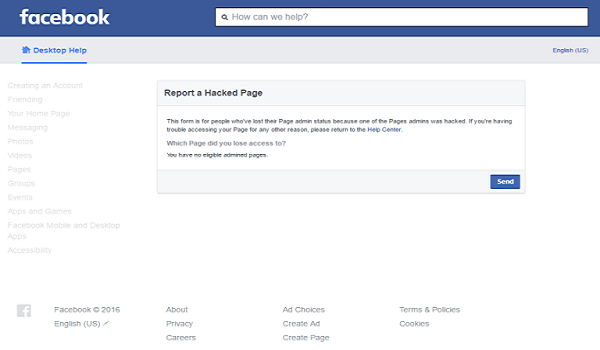 facebook
How can we help?
Desktop Help
English (US)
Creating an Account
Friending
Your Home Page
Messaging
Photos
Videos
Pages
Groups
Events
Apps and Games
Facebook Mobile and Desktop
Apps
Accessibility
Report a Hacked Page
This form is for people who've lost their Page admin status because one of the Pages admins was hacked. If you're having
trouble accessing your Page for any other reason, please return to the Help Center.
Which Page did you lose access to?
You have no eligible admined pages.
Send
Facebook © 2016
English (US)
About
Privacy
Careers
Ad Choices
Create Ad
Create Page
Terms & Policies
Cookies